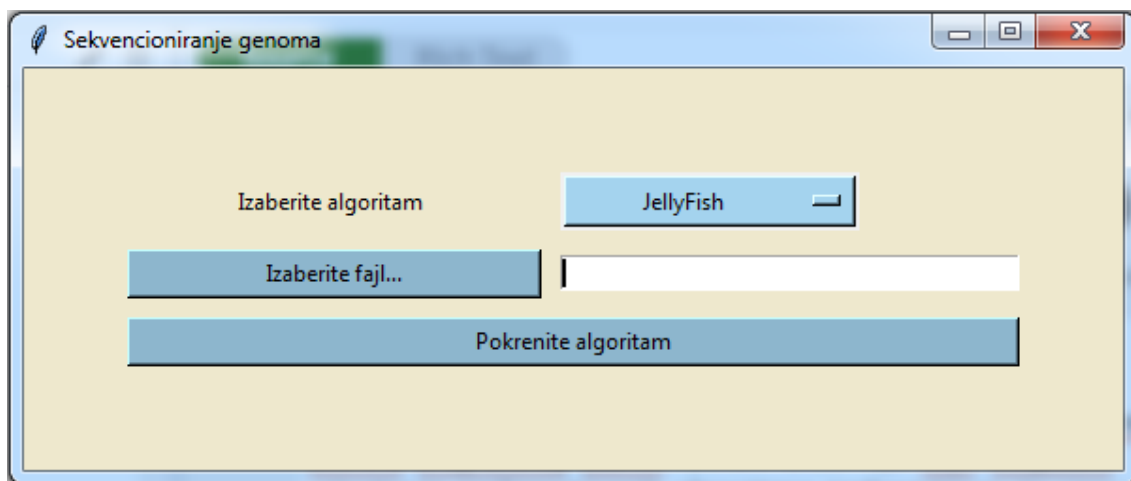 Sekvencioniranje genoma
Izaberite algoritam
JellyFish
Izaberite fajl...
Pokrenite algoritam